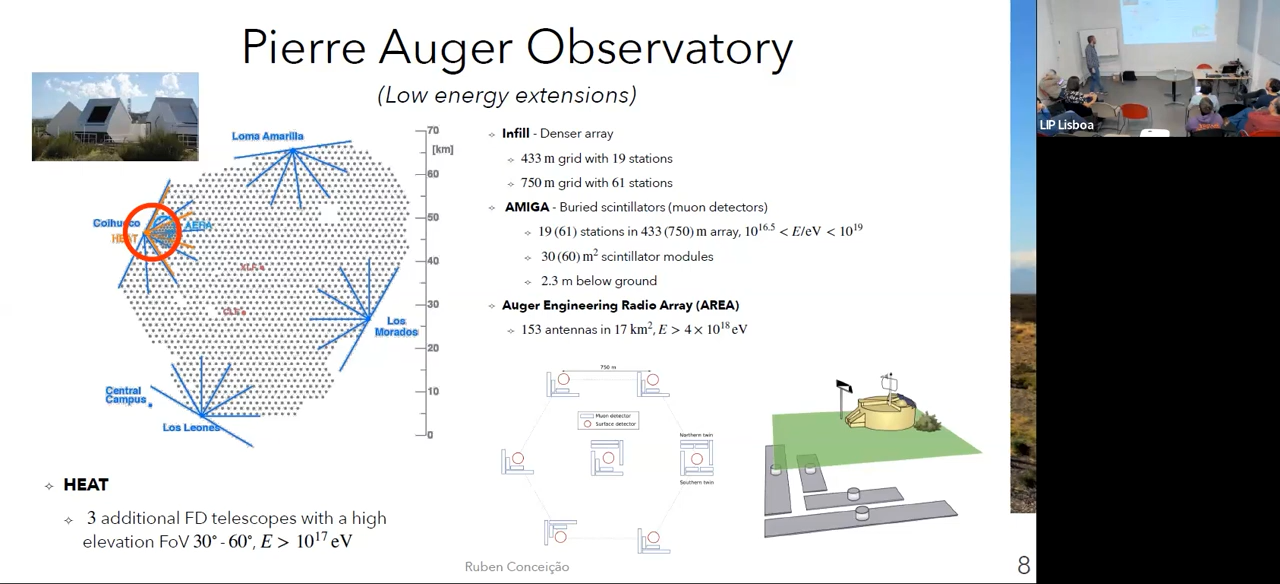 Pierre Auger Observatory
(Low energy extensions)
Loma Amarilla
70
[km]
60
50
40
30
20
10
0
Coihueco
HEAT
AERA
XLF
CLF
Los
Morados
Central
Campus
Los Leones
Infill - Denser array
433 m grid with 19 stations
750 m grid with 61 stations
AMIGA - Buried scintillators (muon detectors)
19 (61) stations in 433 (750) m array, 10^16.5 < E/eV < 10^19
30 (60) m² scintillator modules
2.3 m below ground
Auger Engineering Radio Array (AREA)
153 antennas in 17 km², E > 4 × 10^18 eV
750 m
Muon detector
Surface detector
Northern twin
Southern twin
HEAT
3 additional FD telescopes with a high
elevation FoV 30° - 60°, E > 10^17 eV
Ruben Conceição
8
LIP Lisboa